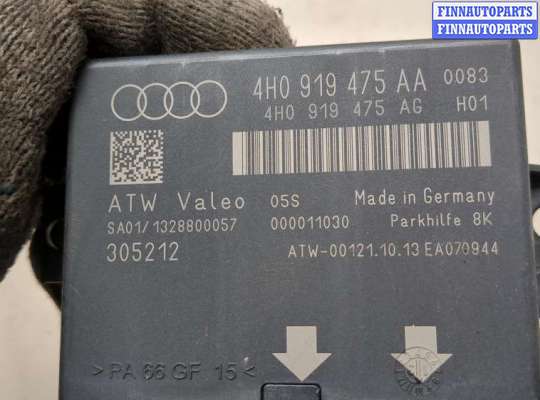 FINNAUTOPARTS
FINNAUTOPARTS
4H0 919 475 AA 0083
4H0 919 475 AG H01
ATW Valeo 05S Made in Germany
SA01/1328800057 000011030 Parkhilfe 8K
305212 ATW-00121.10.13 EA070944
>PA 66 GF 15<